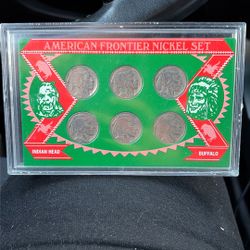 AMERICAN FRONTIER NICKEL SET
INDIAN HEAD
BUFFALO